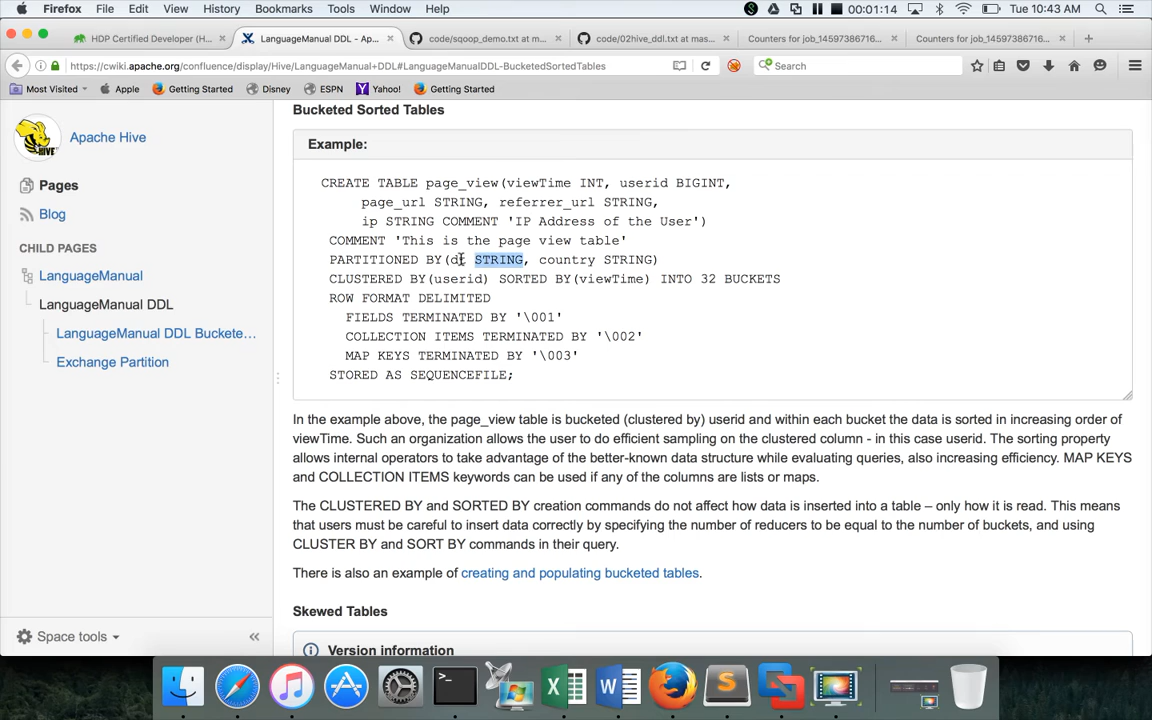 Firefox File Edit View History Bookmarks Tools Window Help 00:01:14 Tue 10:43 AM
HDP Certified Developer (H... LanguageManual DDL - Ap... code/sqoop_demo.txt at m... code/02hive_ddl.txt at mas... Counters for job_14597386716... Counters for job_14597386716...
https://cwiki.apache.org/confluence/display/Hive/LanguageManual+DDL#LanguageManualDDL-BucketedSortedTables Search
Most Visited Apple Getting Started Disney ESPN Yahoo! Getting Started
Apache Hive
Pages
Blog
CHILD PAGES
LanguageManual
LanguageManual DDL
LanguageManual DDL Buckete...
Exchange Partition
Space tools
Bucketed Sorted Tables
Example:
CREATE TABLE page_view(viewTime INT, userid BIGINT,
page_url STRING, referrer_url STRING,
ip STRING COMMENT 'IP Address of the User')
COMMENT 'This is the page view table'
PARTITIONED BY( STRING, country STRING)
CLUSTERED BY(userid) SORTED BY(viewTime) INTO 32 BUCKETS
ROW FORMAT DELIMITED
FIELDS TERMINATED BY '\001'
COLLECTION ITEMS TERMINATED BY '\002'
MAP KEYS TERMINATED BY '\003'
STORED AS SEQUENCEFILE;
In the example above, the page_view table is bucketed (clustered by) userid and within each bucket the data is sorted in increasing order of
viewTime. Such an organization allows the user to do efficient sampling on the clustered column - in this case userid. The sorting property
allows internal operators to take advantage of the better-known data structure while evaluating queries, also increasing efficiency. MAP KEYS
and COLLECTION ITEMS keywords can be used if any of the columns are lists or maps.
The CLUSTERED BY and SORTED BY creation commands do not affect how data is inserted into a table – only how it is read. This means
that users must be careful to insert data correctly by specifying the number of reducers to be equal to the number of buckets, and using
CLUSTER BY and SORT BY commands in their query.
There is also an example of creating and populating bucketed tables.
Skewed Tables
Version information